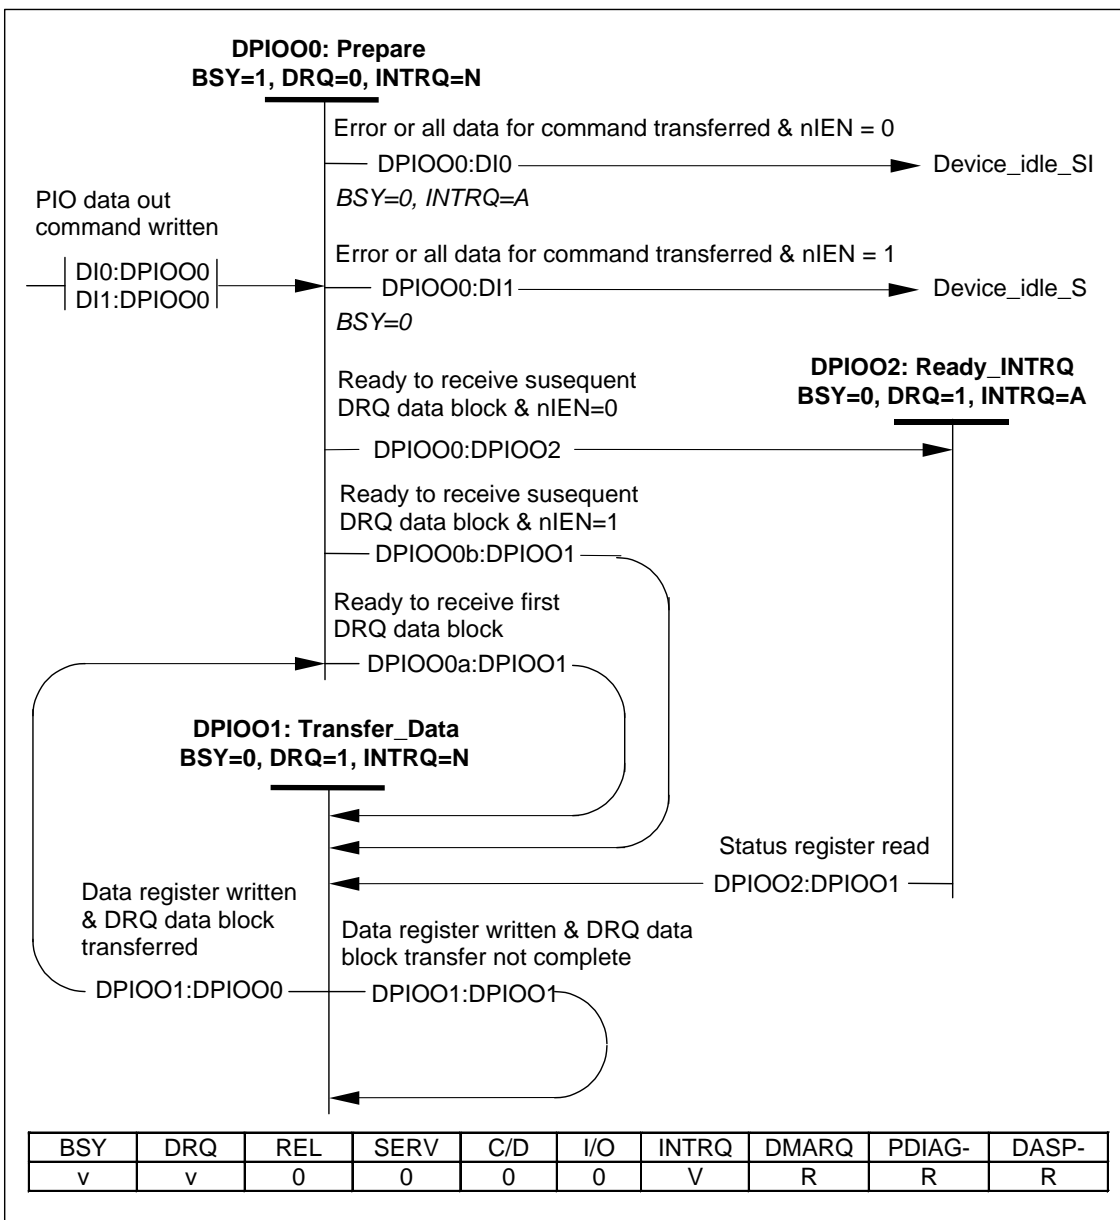 DPIOO0: Prepare
BSY=1, DRQ=0, INTRQ=N
Error or all data for command transferred & nIEN = 0
DPIOO0:DI0
Device_idle_SI
BSY=0, INTRQ=A
PIO data out
command written
DI0:DPIOO0
DI1:DPIOO0
Error or all data for command transferred & nIEN = 1
DPIOO0:DI1
Device_idle_S
BSY=0
DPIOO2: Ready_INTRQ
BSY=0, DRQ=1, INTRQ=A
Ready to receive susequent
DRQ data block & nIEN=0
DPIOO0:DPIOO2
Ready to receive susequent
DRQ data block & nIEN=1
DPIOO0b:DPIOO1
Ready to receive first
DRQ data block
DPIOO0a:DPIOO1
DPIOO1: Transfer_Data
BSY=0, DRQ=1, INTRQ=N
Status register read
DPIOO2:DPIOO1
Data register written
& DRQ data block
transferred
DPIOO1:DPIOO0
Data register written & DRQ data
block transfer not complete
DPIOO1:DPIOO1
BSY DRQ REL SERV C/D I/O INTRQ DMARQ PDIAG- DASP-
v v 0 0 0 0 V R R R